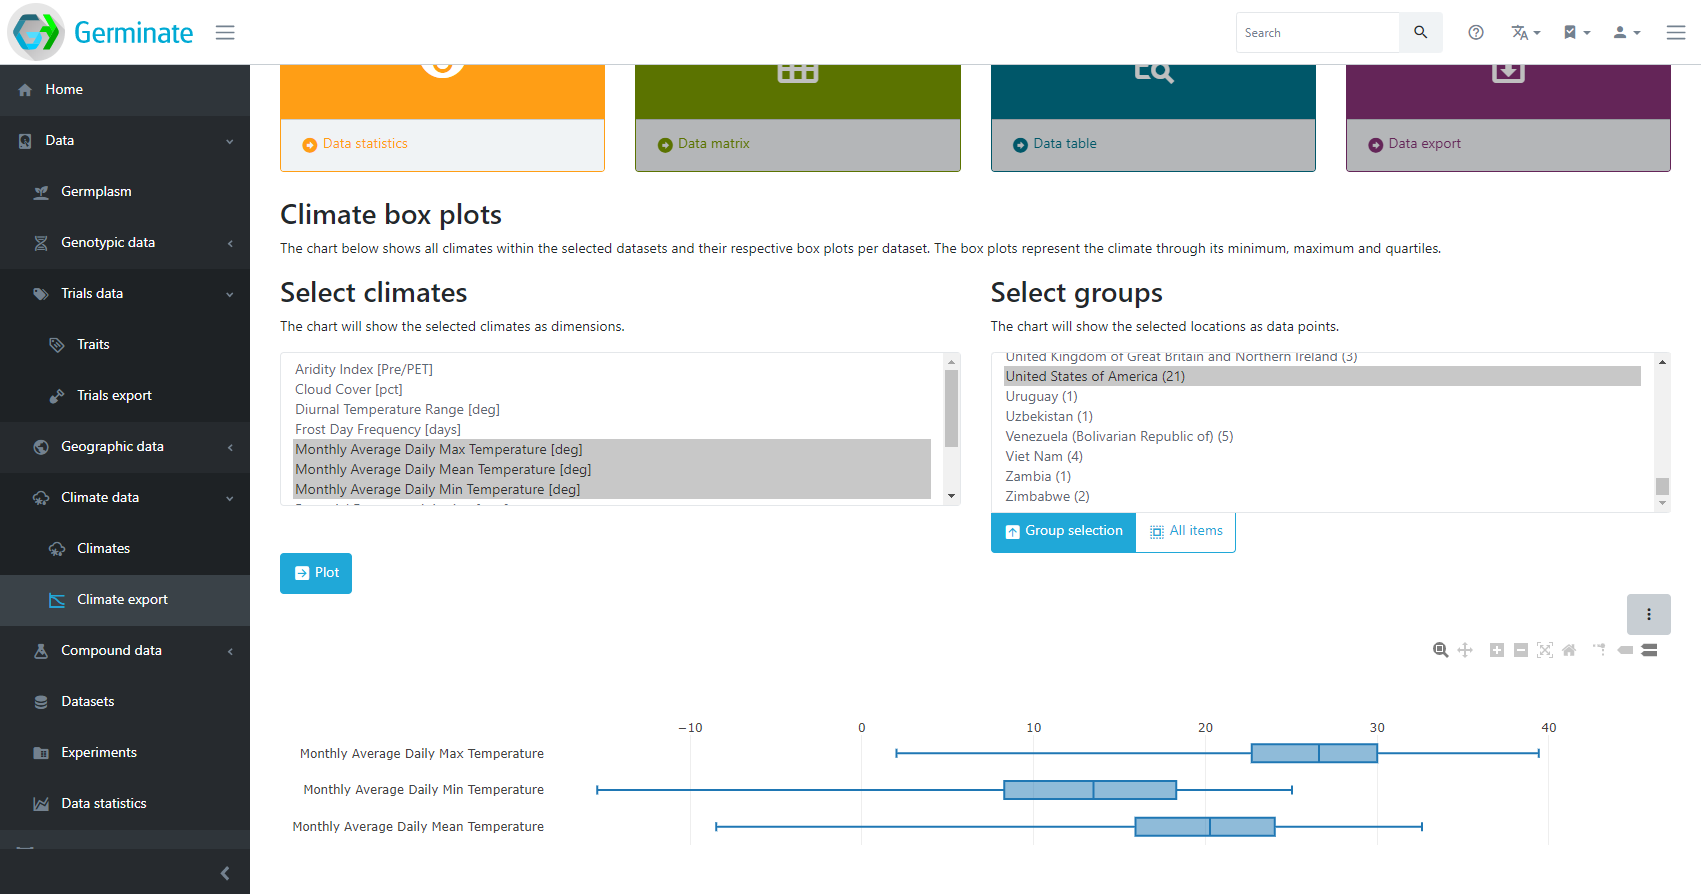 Germinate
Search
Home
Data
Germplasm
Genotypic data
Trials data
Traits
Trials export
Geographic data
Climate data
Climates
Climate export
Compound data
Datasets
Experiments
Data statistics
Data statistics
Data matrix
Data table
Data export
Climate box plots
The chart below shows all climates within the selected datasets and their respective box plots per dataset. The box plots represent the climate through its minimum, maximum and quartiles.
Select climates
The chart will show the selected climates as dimensions.
Aridity Index [Pre/PET]
Cloud Cover [pct]
Diurnal Temperature Range [deg]
Frost Day Frequency [days]
Monthly Average Daily Max Temperature [deg]
Monthly Average Daily Mean Temperature [deg]
Monthly Average Daily Min Temperature [deg]
Plot
Select groups
The chart will show the selected locations as data points.
United Kingdom of Great Britain and Northern Ireland (3)
United States of America (21)
Uruguay (1)
Uzbekistan (1)
Venezuela (Bolivarian Republic of) (5)
Viet Nam (4)
Zambia (1)
Zimbabwe (2)
Group selection
All items
−10 0 10 20 30 40
Monthly Average Daily Max Temperature
Monthly Average Daily Min Temperature
Monthly Average Daily Mean Temperature